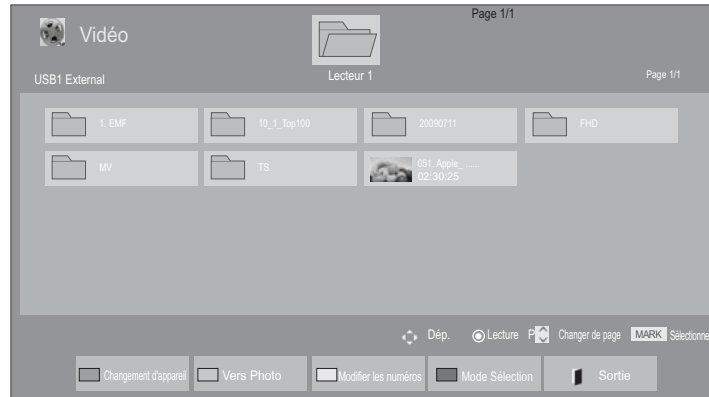 Page 1/1
Vidéo
Lecteur 1
USB1 External
Page 1/1
1. EMF
10_1_Top100
20090711
FHD
MV
TS
051. Apple_ ......
02:30:25
Dép.
Lecture
P
Changer de page
MARK
Sélectionne
Changement d'appareil
Vers Photo
Modifier les numéros
Mode Sélection
Sortie